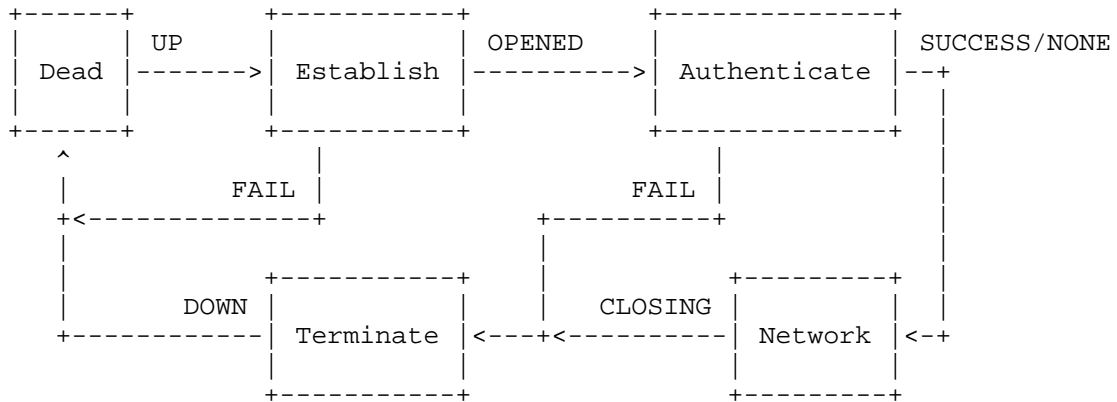 UP OPENED SUCCESS/NONE
Dead Establish Authenticate
FAIL FAIL
DOWN CLOSING
Terminate Network